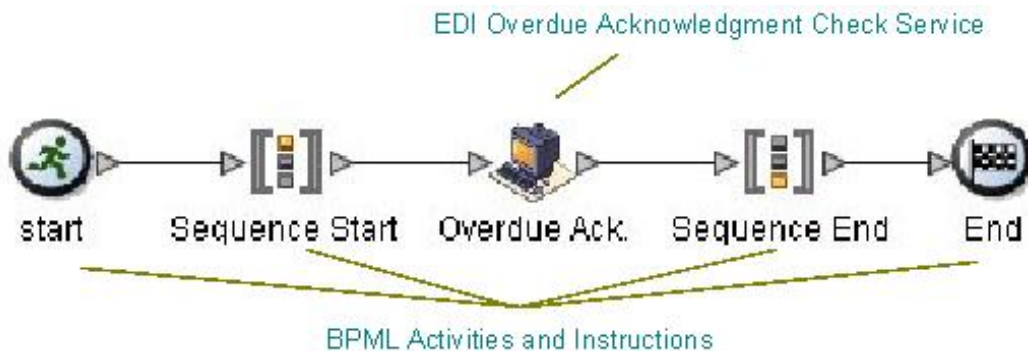 EDI Overdue Acknowledgment Check Service
start Sequence Start Overdue Ack. Sequence End End
BPML Activities and Instructions